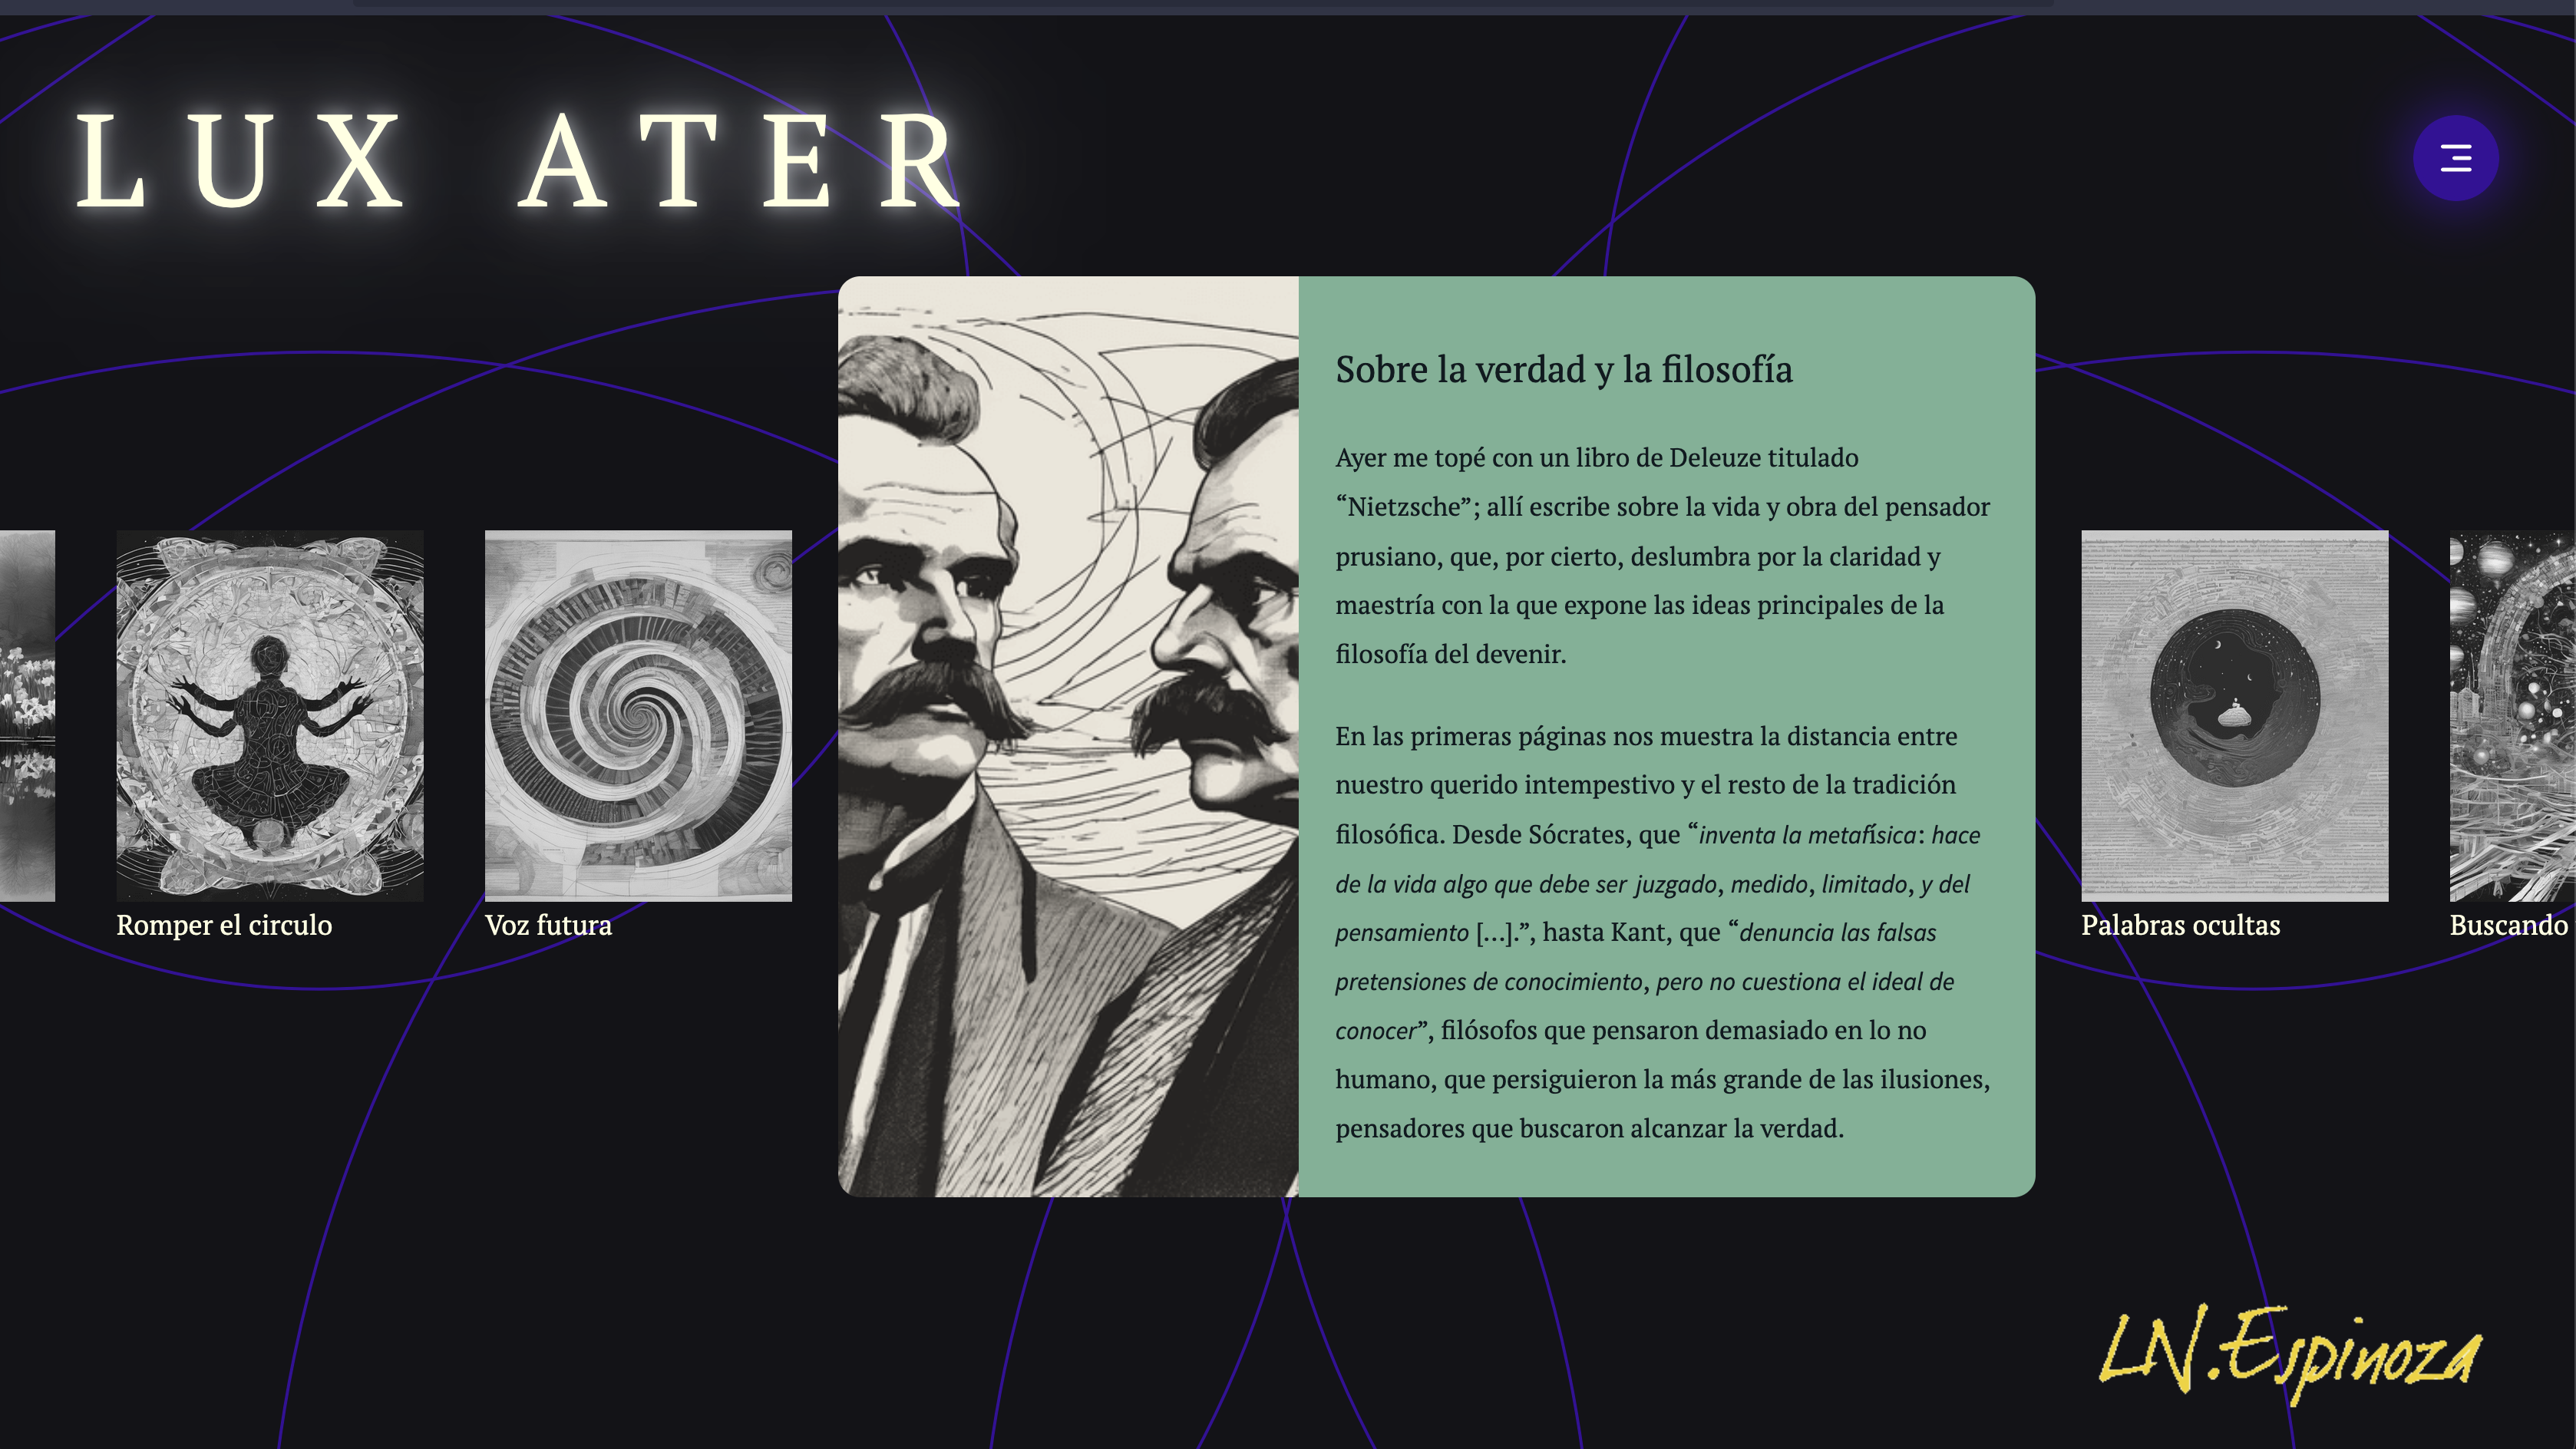 LUX ATER
Sobre la verdad y la filosofía
Ayer me topé con un libro de Deleuze titulado
“Nietzsche”; allí escribe sobre la vida y obra del pensador
prusiano, que, por cierto, deslumbra por la claridad y
maestría con la que expone las ideas principales de la
filosofía del devenir.
En las primeras páginas nos muestra la distancia entre
nuestro querido intempestivo y el resto de la tradición
filosófica. Desde Sócrates, que “inventa la metafísica: hace
de la vida algo que debe ser juzgado, medido, limitado, y del
pensamiento [...].”, hasta Kant, que “denuncia las falsas
pretensiones de conocimiento, pero no cuestiona el ideal de
conocer”, filósofos que pensaron demasiado en lo no
humano, que persiguieron la más grande de las ilusiones,
pensadores que buscaron alcanzar la verdad.
Romper el circulo
Voz futura
Palabras ocultas
Buscando
LN.Espinoza